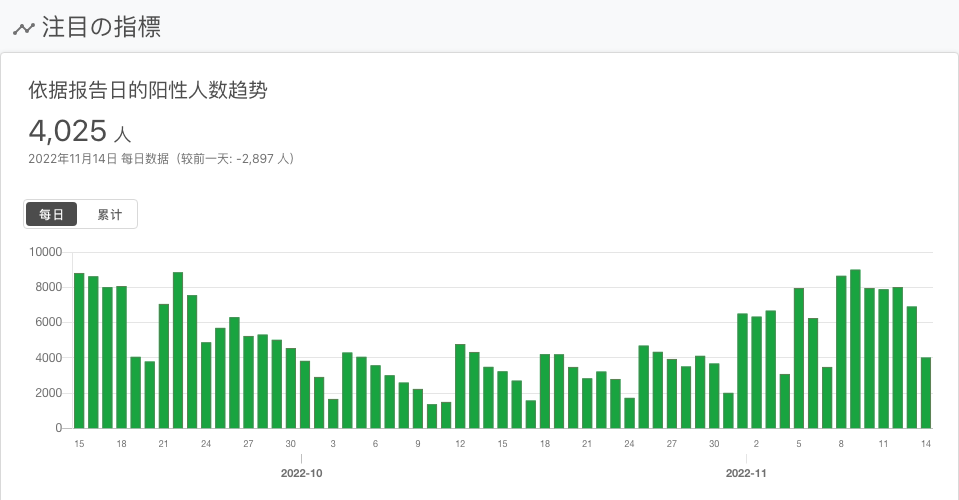 注目の指標
依据报告日的阳性人数趋势
4,025 人
2022年11月14日 每日数据（较前一天: -2,897 人）
每日 累计
10000
8000
6000
4000
2000
0
15 18 21 24 27 30 3 6 9 12 15 18 21 24 27 30 2 5 8 11 14
2022-10 2022-11